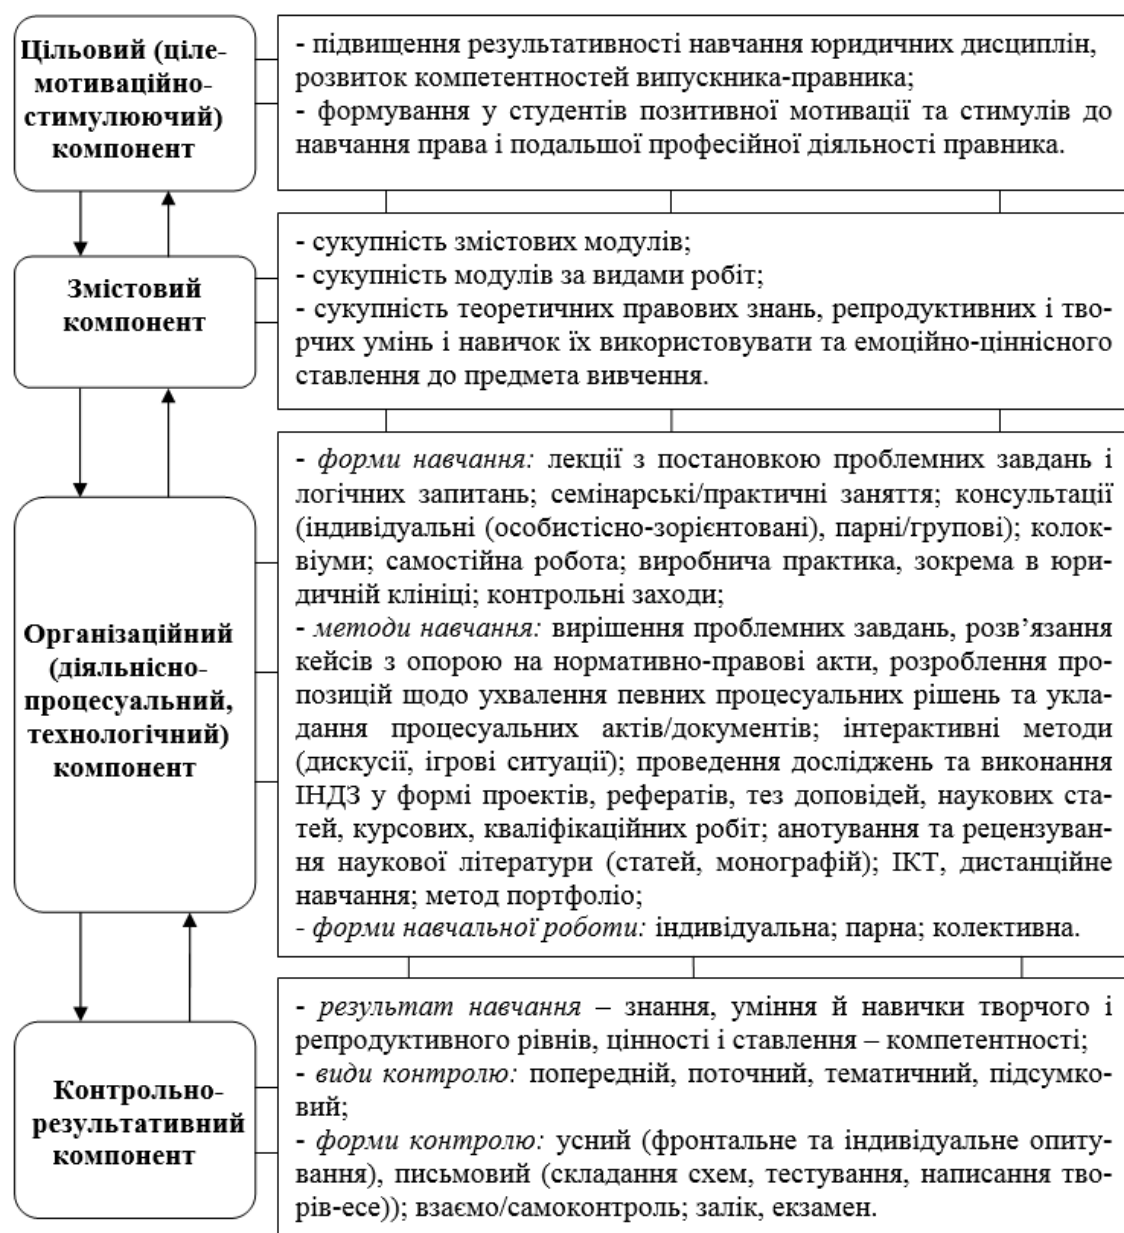 Цільовий (ціле-
мотиваційно-
стимулюючий)
компонент
- підвищення результативності навчання юридичних дисциплін,
розвиток компетентностей випускника-правника;
- формування у студентів позитивної мотивації та стимулів до
навчання права і подальшої професійної діяльності правника.
Змістовий
компонент
- сукупність змістових модулів;
- сукупність модулів за видами робіт;
- сукупність теоретичних правових знань, репродуктивних і тво-
рчих умінь і навичок їх використовувати та емоційно-ціннісного
ставлення до предмета вивчення.
Організаційний
(діяльнісно-
процесуальний,
технологічний)
компонент
- форми навчання: лекції з постановкою проблемних завдань і
логічних запитань; семінарські/практичні заняття; консультації
(індивідуальні (особистісно-зорієнтовані), парні/групові); колок-
віуми; самостійна робота; виробнича практика, зокрема в юри-
дичній клініці; контрольні заходи;
- методи навчання: вирішення проблемних завдань, розв’язання
кейсів з опорою на нормативно-правові акти, розроблення про-
позицій щодо ухвалення певних процесуальних рішень та укла-
дання процесуальних актів/документів; інтерактивні методи
(дискусії, ігрові ситуації); проведення досліджень та виконання
ІНДЗ у формі проектів, рефератів, тез доповідей, наукових ста-
тей, курсових, кваліфікаційних робіт; анотування та рецензуван-
ня наукової літератури (статей, монографій); ІКТ, дистанційне
навчання; метод портфоліо;
- форми навчальної роботи: індивідуальна; парна; колективна.
Контрольно-
результативний
компонент
- результат навчання – знання, уміння й навички творчого і
репродуктивного рівнів, цінності і ставлення – компетентності;
- види контролю: попередній, поточний, тематичний, підсумко-
вий;
- форми контролю: усний (фронтальне та індивідуальне опиту-
вання), письмовий (складання схем, тестування, написання тво-
рів-есе)); взаємо/самоконтроль; залік, екзамен.